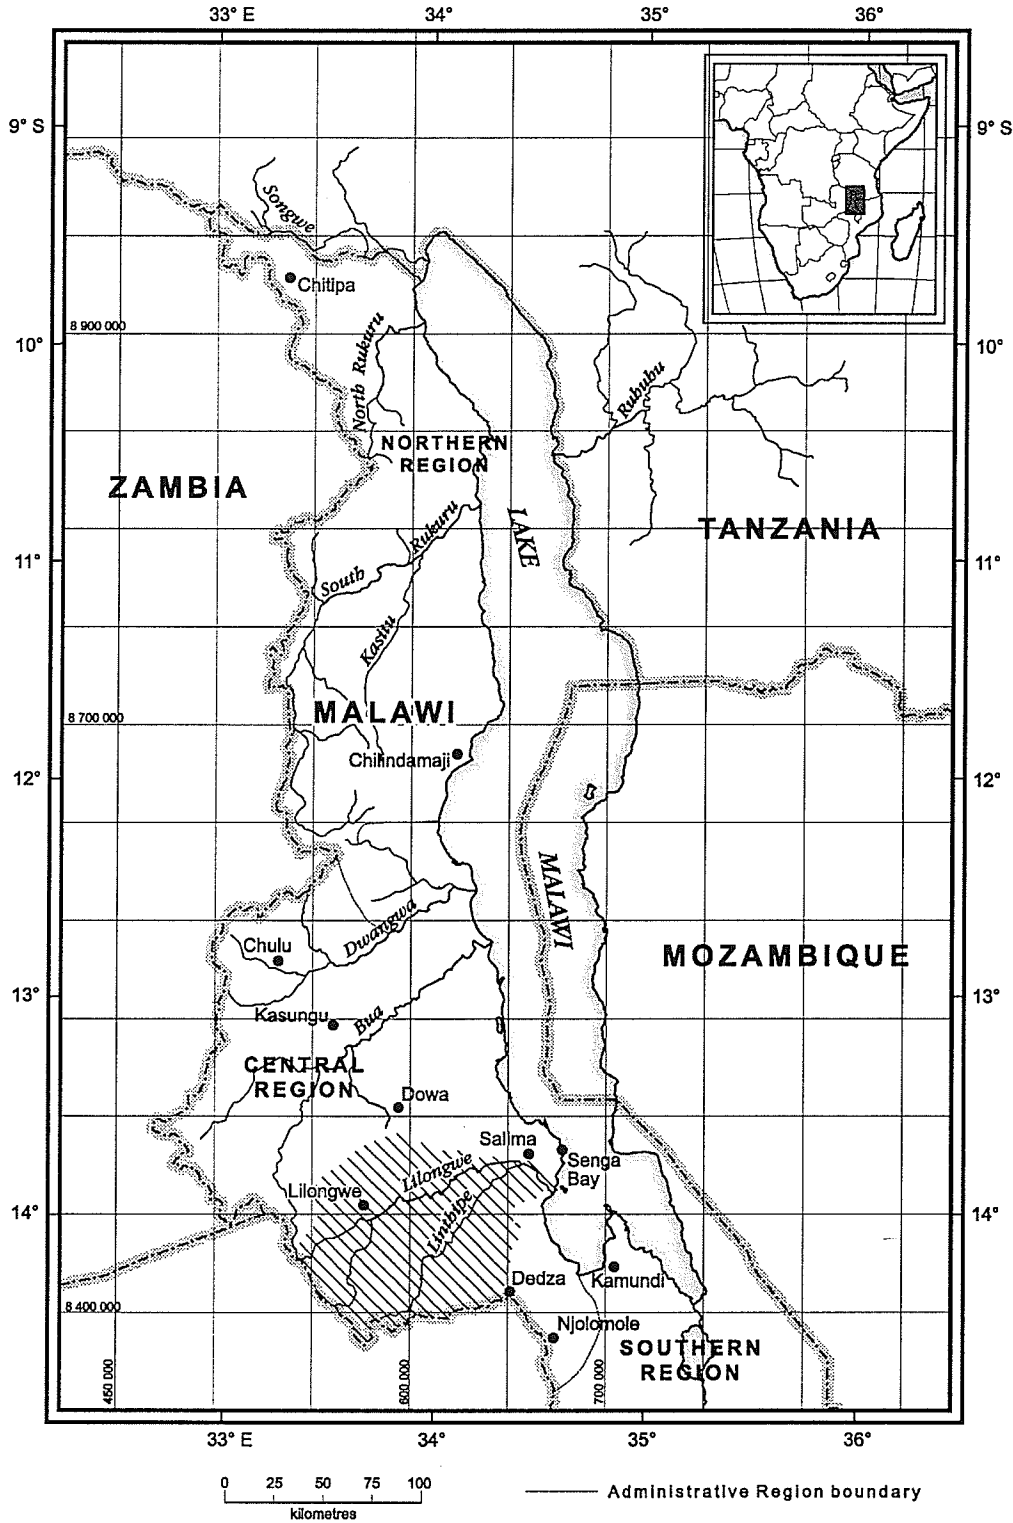 33° E 34° 35° 36°
9° S 9° S
Songwe
Chitipa
8 900 000
10° 10°
North Rukuru
Rububu
NORTHERN
REGION
ZAMBIA
LAKE
TANZANIA
South Rukuru
11° 11°
Kasitu
MALAWI
8 700 000
Chilindamaji
12° 12°
MALAWI
Dwangwa
Chulu
MOZAMBIQUE
13° 13°
Kasungu
Bua
CENTRAL
REGION
Dowa
Salima
Senga
Bay
Lilongwe
Lilongwe
Linthipe
14° 14°
Dedza
Kamundi
8 400 000
Njolomole
SOUTHERN
REGION
450 000
600 000
700 000
33° E 34° 35° 36°
0 25 50 75 100
kilometres
Administrative Region boundary